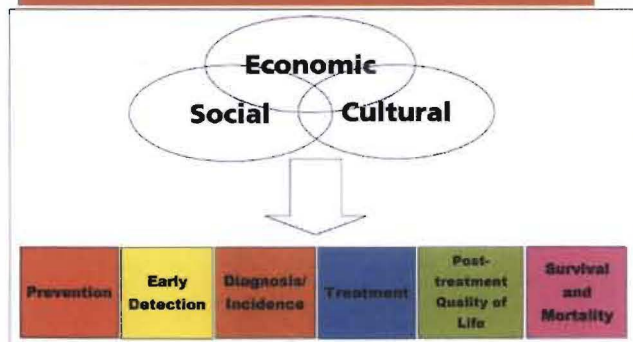 Economic
Social Cultural
Prevention
Early
Detection
Diagnosis/
Incidence
Treatment
Post-
treatment
Quality of
Life
Survival
and
Mortality